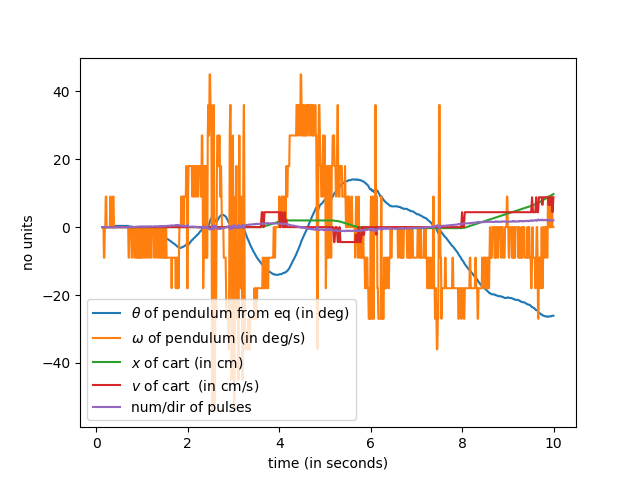 40
20
0
−20
−40
no units
θ of pendulum from eq (in deg)
ω of pendulum (in deg/s)
x of cart (in cm)
v of cart  (in cm/s)
num/dir of pulses
0 2 4 6 8 10
time (in seconds)